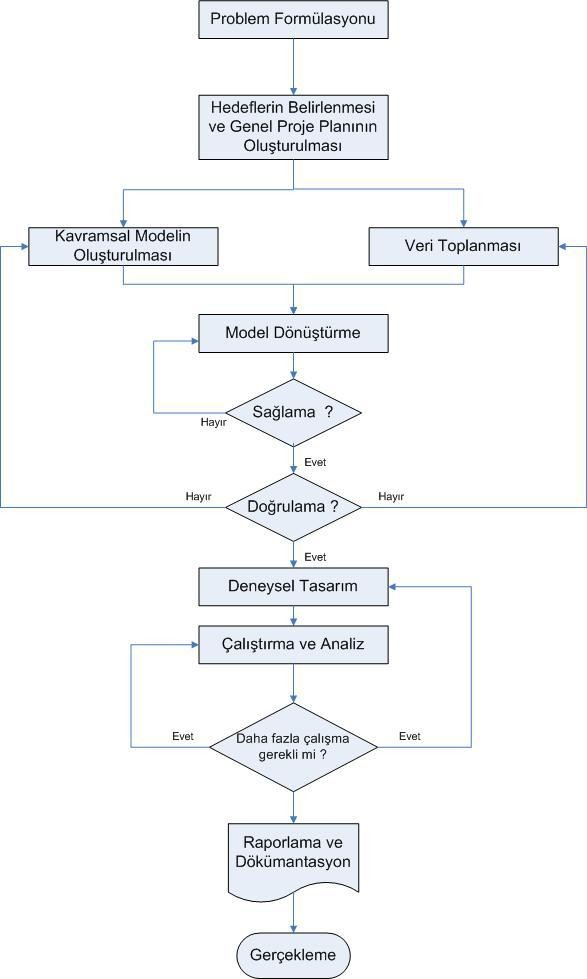 Problem Formülasyonu
Hedeflerin Belirlenmesi
ve Genel Proje Planının
Oluşturulması
Kavramsal Modelin
Oluşturulması
Veri Toplanması
Model Dönüştürme
Sağlama ?
Hayır
Evet
Hayır
Doğrulama ?
Hayır
Evet
Deneysel Tasarım
Çalıştırma ve Analiz
Evet
Daha fazla çalışma
gerekli mi ?
Evet
Raporlama ve
Dökümantasyon
Gerçekleme